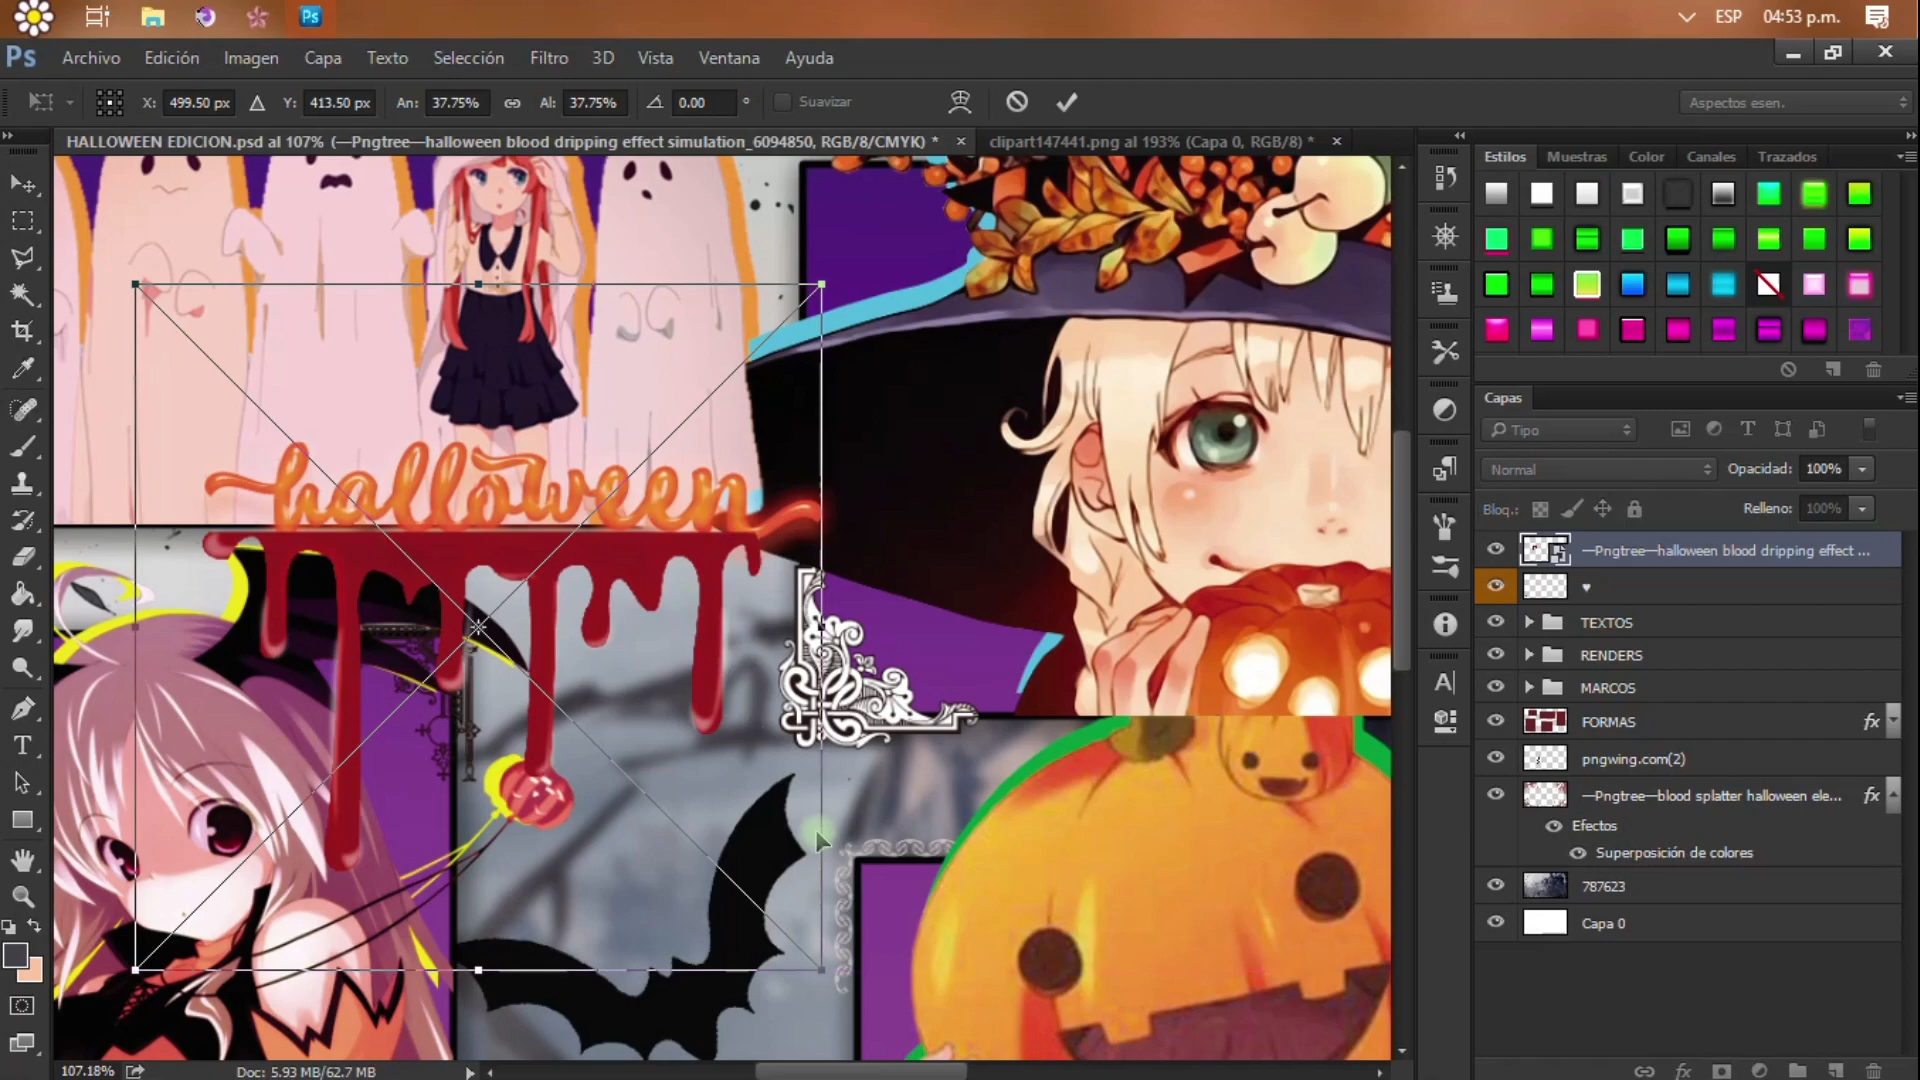 Ps
ESP
04:53 p.m.
Ps
Archivo
Edición
Imagen
Capa
Texto
Selección
Filtro
3D
Vista
Ventana
Ayuda
X: 499.50 px
Y: 413.50 px
An: 37.75%
Al: 37.75%
0.00 °
Suavizar
Aspectos esen.
HALLOWEEN EDICION.psd al 107% (—Pngtree—halloween blood dripping effect simulation_6094850, RGB/8/CMYK) *
clipart147441.png al 193% (Capa 0, RGB/8) *
Estilos
Muestras
Color
Canales
Trazados
Capas
Tipo
Normal
Opacidad: 100%
Bloq.:
Relleno: 100%
—Pngtree—halloween blood dripping effect ...
♥
TEXTOS
RENDERS
MARCOS
FORMAS
fx
pngwing.com(2)
—Pngtree—blood splatter halloween ele...
fx
Efectos
Superposición de colores
787623
Capa 0
halloween
107.18%
Doc: 5.93 MB/62.7 MB
fx